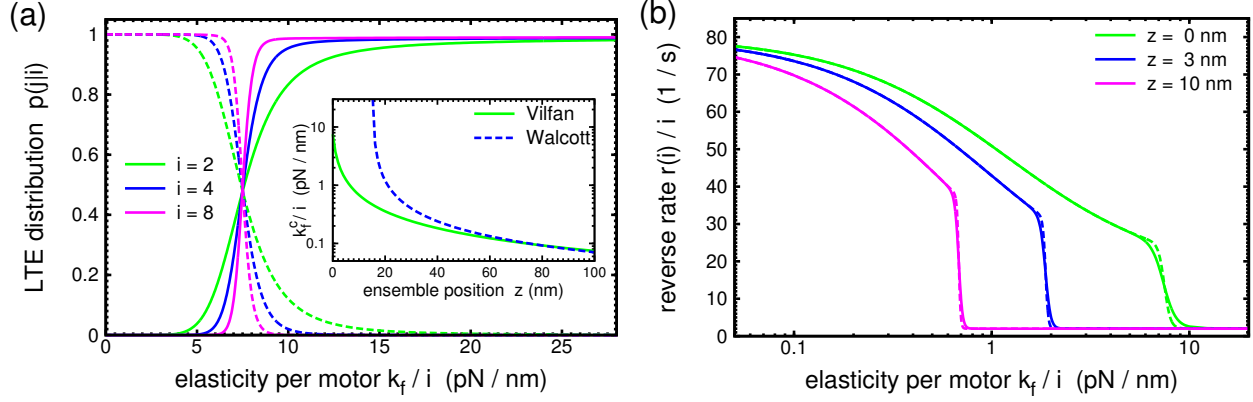 (a)
LTE distribution p(j|i)
1
0.8
0.6
0.4
0.2
0
i = 2
i = 4
i = 8
0 5 10 15 20 25
elasticity per motor k_f / i (pN / nm)
k_f^c / i (pN / nm)
10
1
0.1
Vilfan
Walcott
0 20 40 60 80 100
ensemble position z (nm)
(b)
reverse rate r(i) / i (1 / s)
80
70
60
50
40
30
20
10
0
z = 0 nm
z = 3 nm
z = 10 nm
0.1 1 10
elasticity per motor k_f / i (pN / nm)